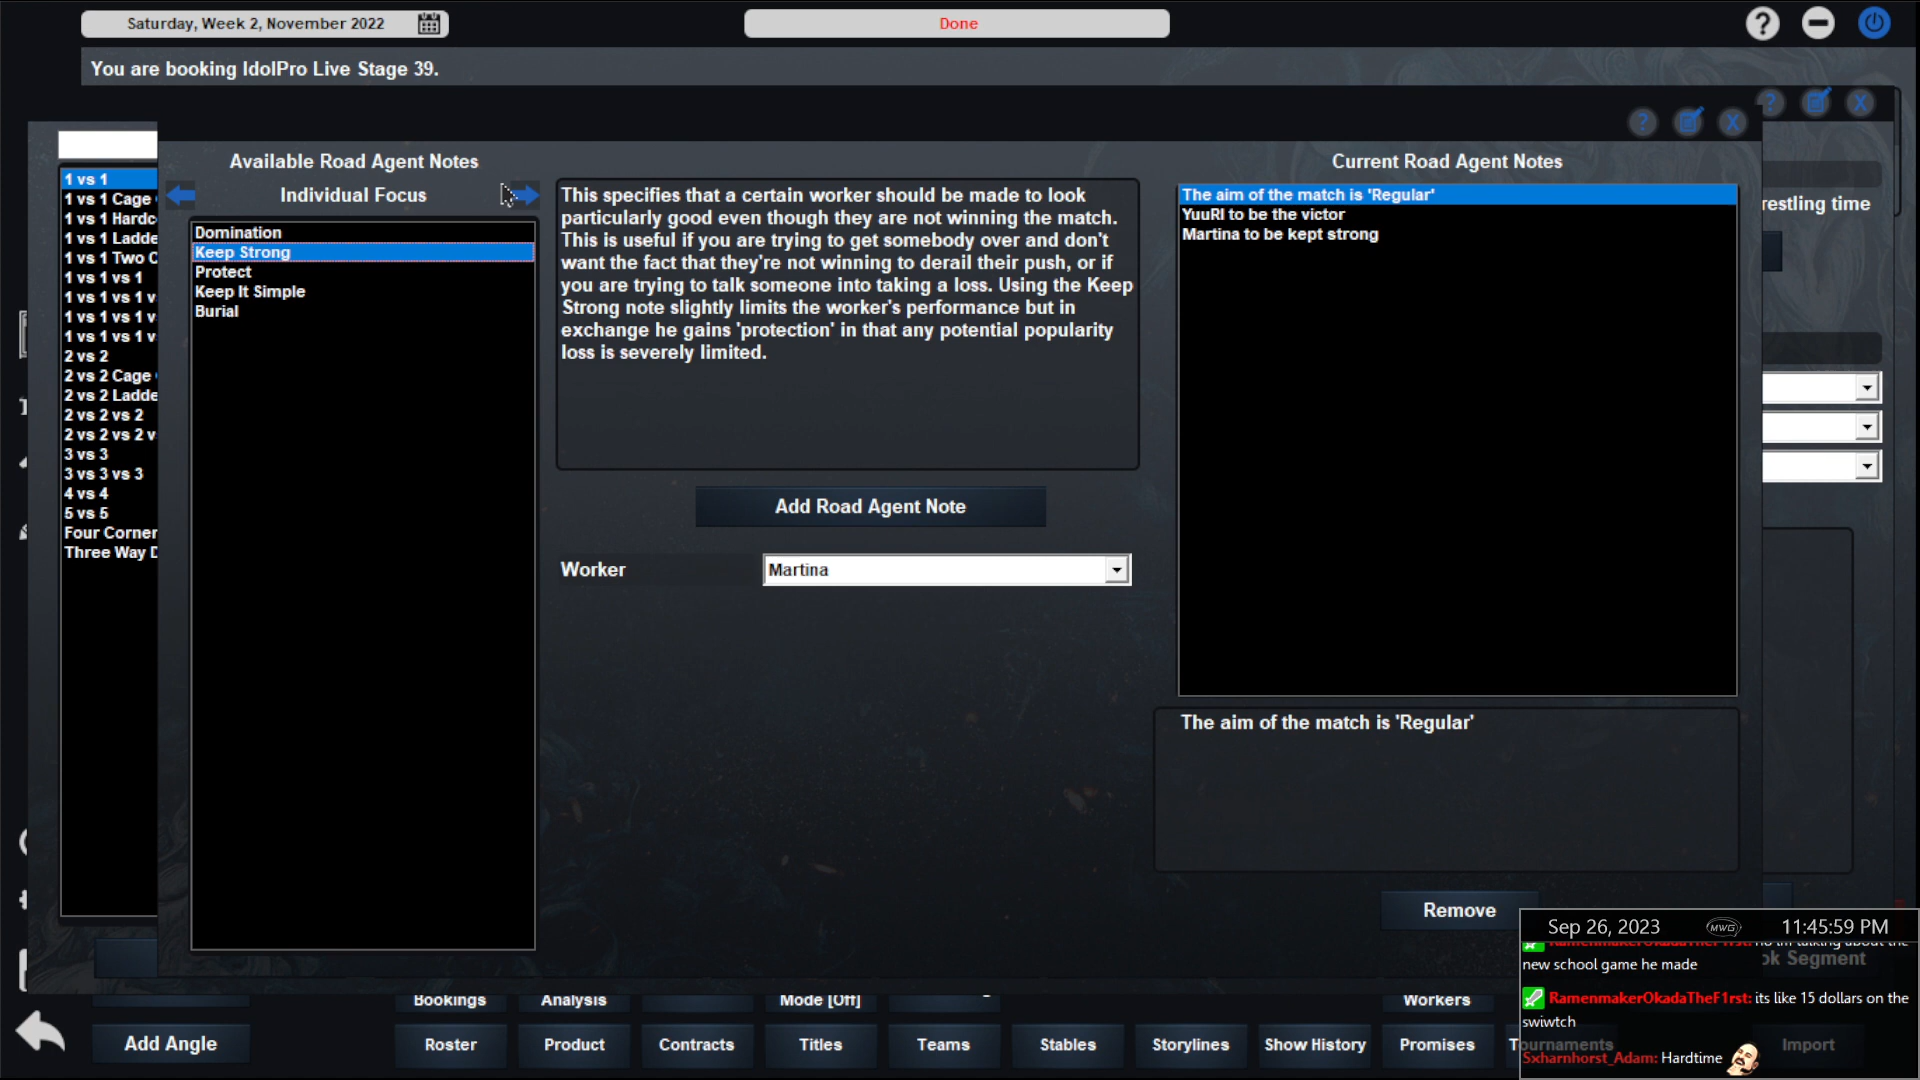 Saturday, Week 2, November 2022
Done
You are booking IdolPro Live Stage 39.
Available Road Agent Notes
Individual Focus
Domination
Keep Strong
Protect
Keep It Simple
Burial
This specifies that a certain worker should be made to look
particularly good even though they are not winning the match.
This is useful if you are trying to get somebody over and don't
want the fact that they're not winning to derail their push, or if
you are trying to talk someone into taking a loss. Using the Keep
Strong note slightly limits the worker's performance but in
exchange he gains 'protection' in that any potential popularity
loss is severely limited.
Add Road Agent Note
Worker
Martina
Current Road Agent Notes
The aim of the match is 'Regular'
YuuRI to be the victor
Martina to be kept strong
The aim of the match is 'Regular'
Remove
1 vs 1
1 vs 1 Cage
1 vs 1 Hardc
1 vs 1 Ladde
1 vs 1 Two
1 vs 1 vs 1
1 vs 1 vs 1 v
1 vs 1 vs 1 v
1 vs 1 vs 1 v
2 vs 2
2 vs 2 Cage
2 vs 2 Ladde
2 vs 2 vs 2
2 vs 2 vs 2 v
3 vs 3
3 vs 3 vs 3
4 vs 4
5 vs 5
Four Corner
Three Way
restling time
ok Segment
Bookings
Analysis
Mode [Off]
Workers
Add Angle
Roster
Product
Contracts
Titles
Teams
Stables
Storylines
Show History
Promises
Tournaments
Import
Sep 26, 2023
MWG
11:45:59 PM
new school game he made
RamenmakerOkadaTheF1rst: its like 15 dollars on the
swiwtch
Sxharnhorst_Adam: Hardtime